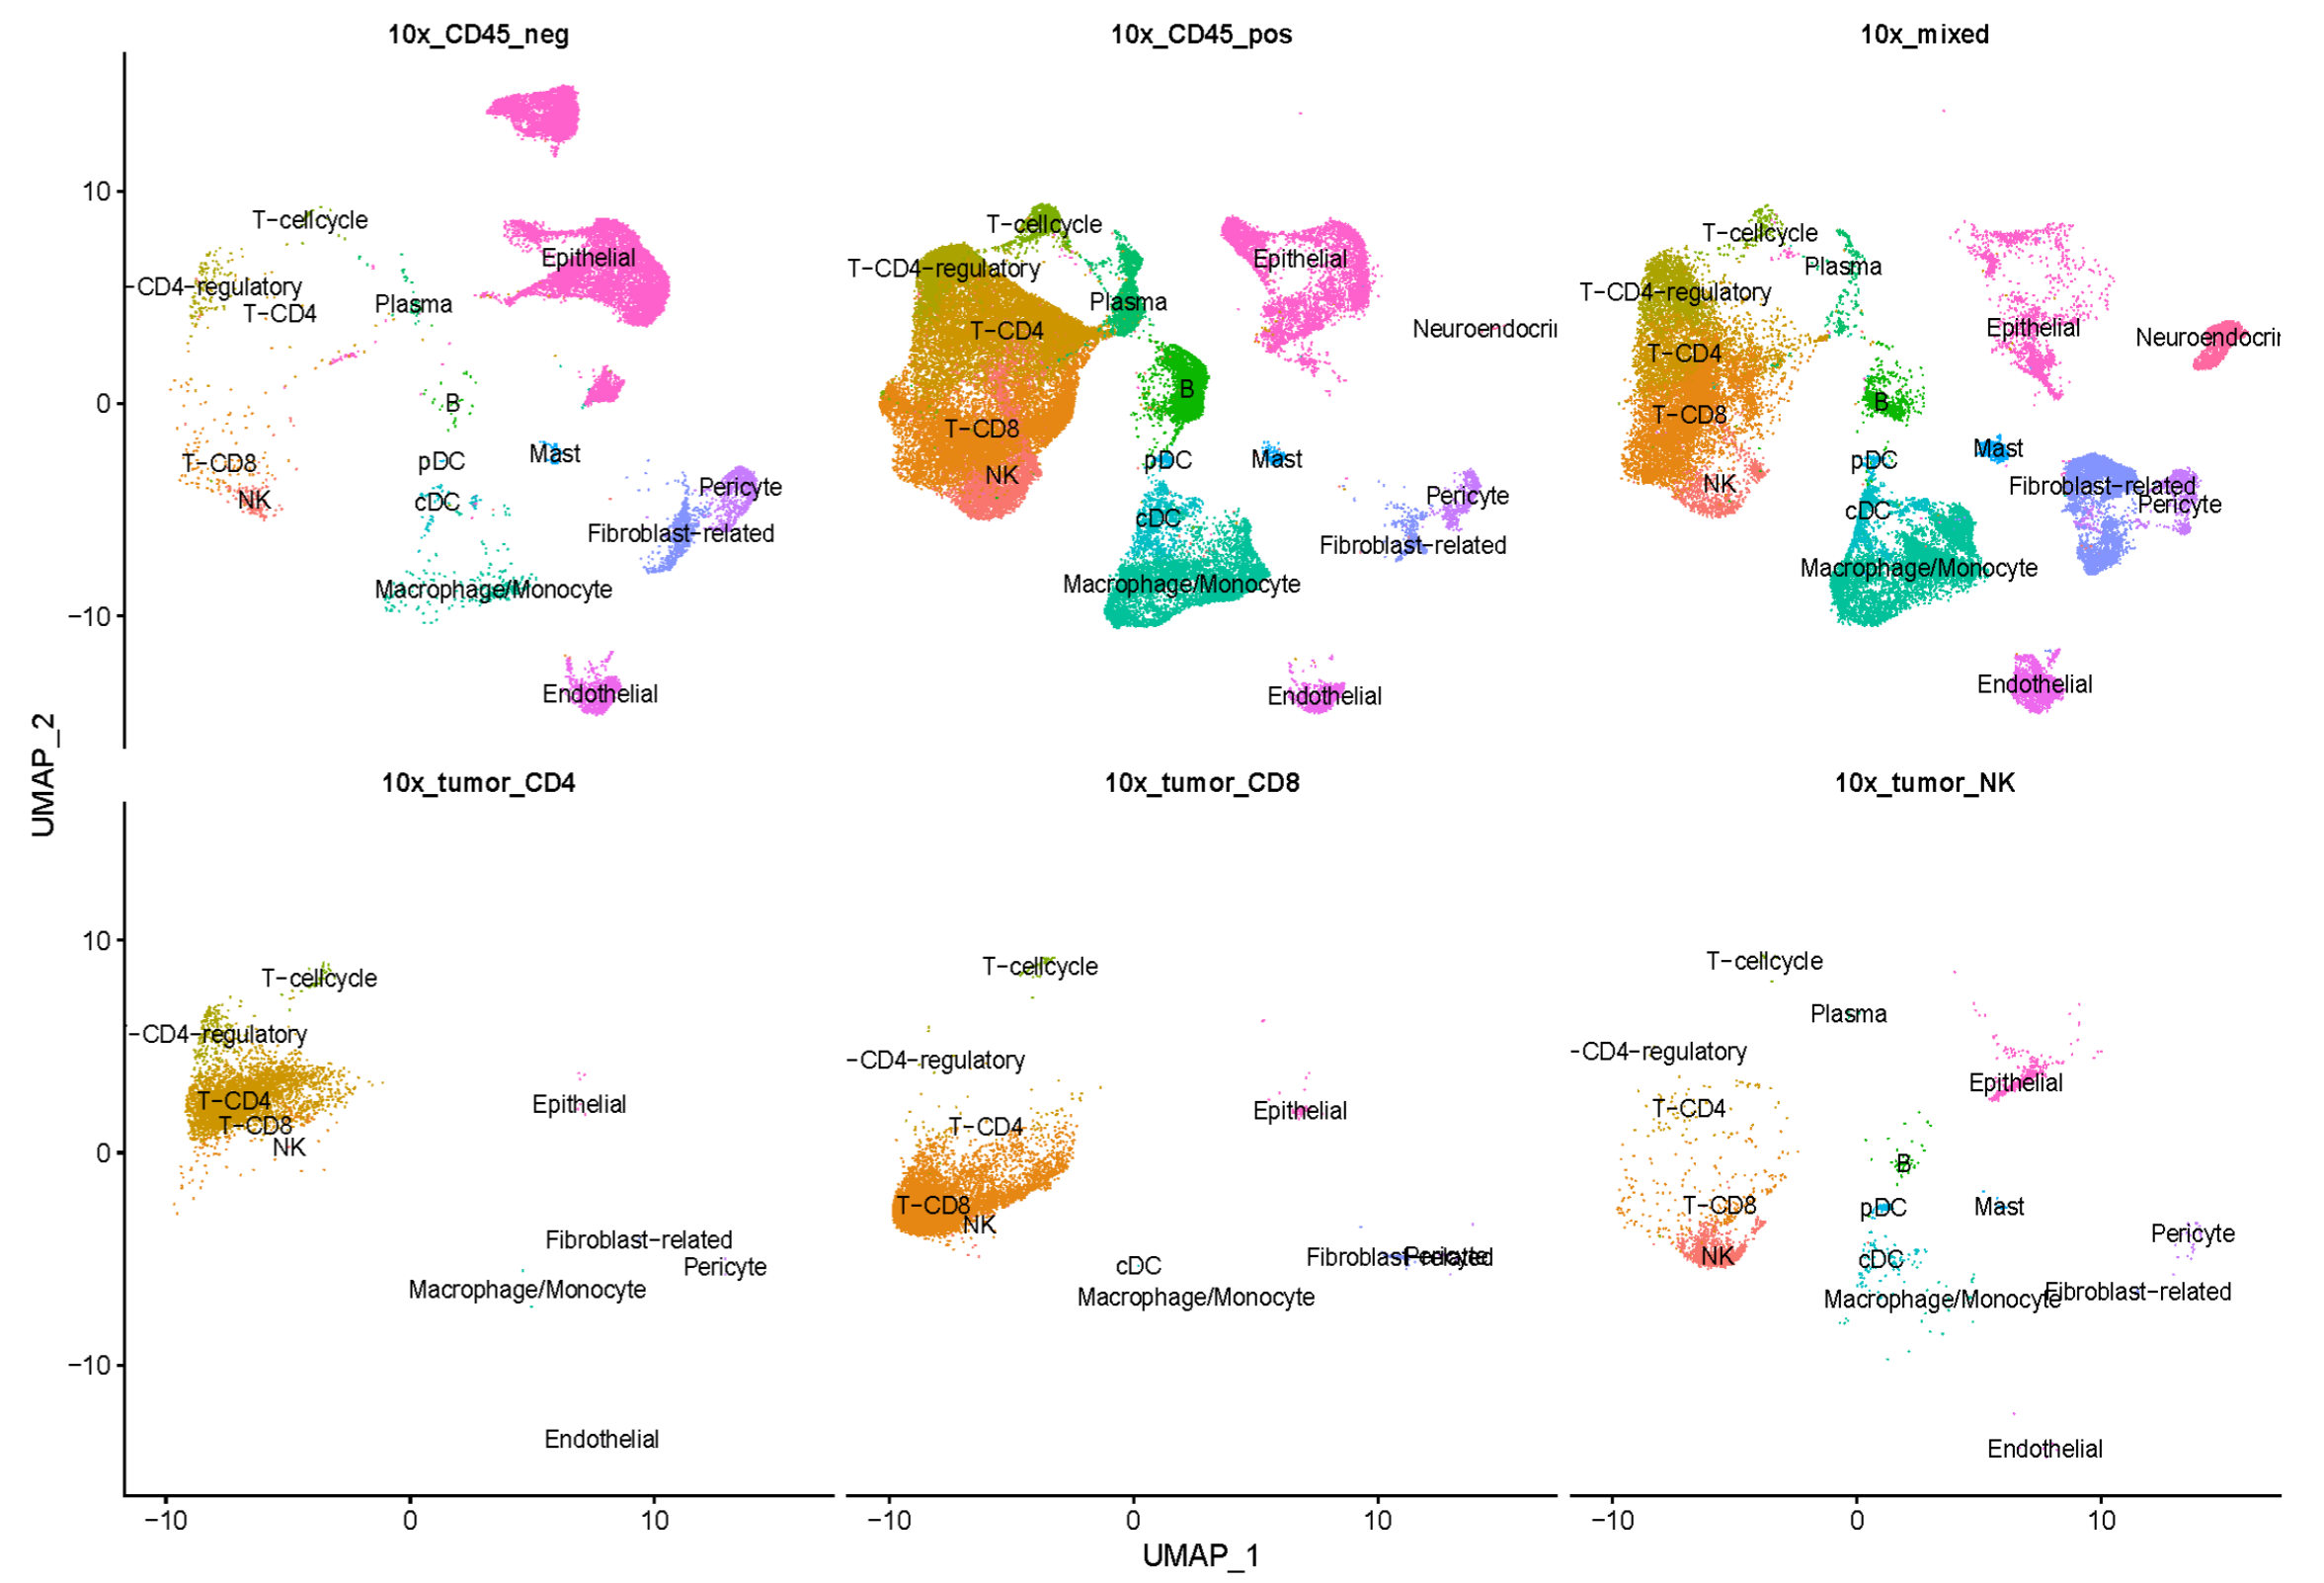 10x_CD45_neg
10x_CD45_pos
10x_mixed
10
0
−10
T−cellcycle
-CD4−regulatory
T−CD4
Plasma
Epithelial
B
T−CD8
NK
pDC
cDC
Mast
Pericyte
Fibroblast−related
Macrophage/Monocyte
Endothelial
T−cellcycle
T−CD4−regulatory
T−CD4
Plasma
Epithelial
Neuroendocrin
B
T−CD8
NK
pDC
Mast
cDC
Pericyte
Fibroblast−related
Macrophage/Monocyte
Endothelial
T−cellcycle
Plasma
T−CD4−regulatory
T−CD4
Epithelial
Neuroendocrin
B
T−CD8
NK
pDC
Mast
cDC
Fibroblast−related
Pericyte
Macrophage/Monocyte
Endothelial
UMAP_2
10x_tumor_CD4
10x_tumor_CD8
10x_tumor_NK
10
0
−10
T−cellcycle
−CD4−regulatory
T−CD4
T−CD8
NK
Epithelial
Fibroblast−related
Pericyte
Macrophage/Monocyte
Endothelial
T−cellcycle
−CD4−regulatory
T−CD4
Epithelial
T−CD8
NK
cDC
Fibroblast−related
Pericyte
Macrophage/Monocyte
T−cellcycle
Plasma
−CD4−regulatory
T−CD4
Epithelial
B
T−CD8
pDC
Mast
NK
cDC
Pericyte
Macrophage/Monocyte
Fibroblast−related
Endothelial
−10 0 10
−10 0 10
−10 0 10
UMAP_1